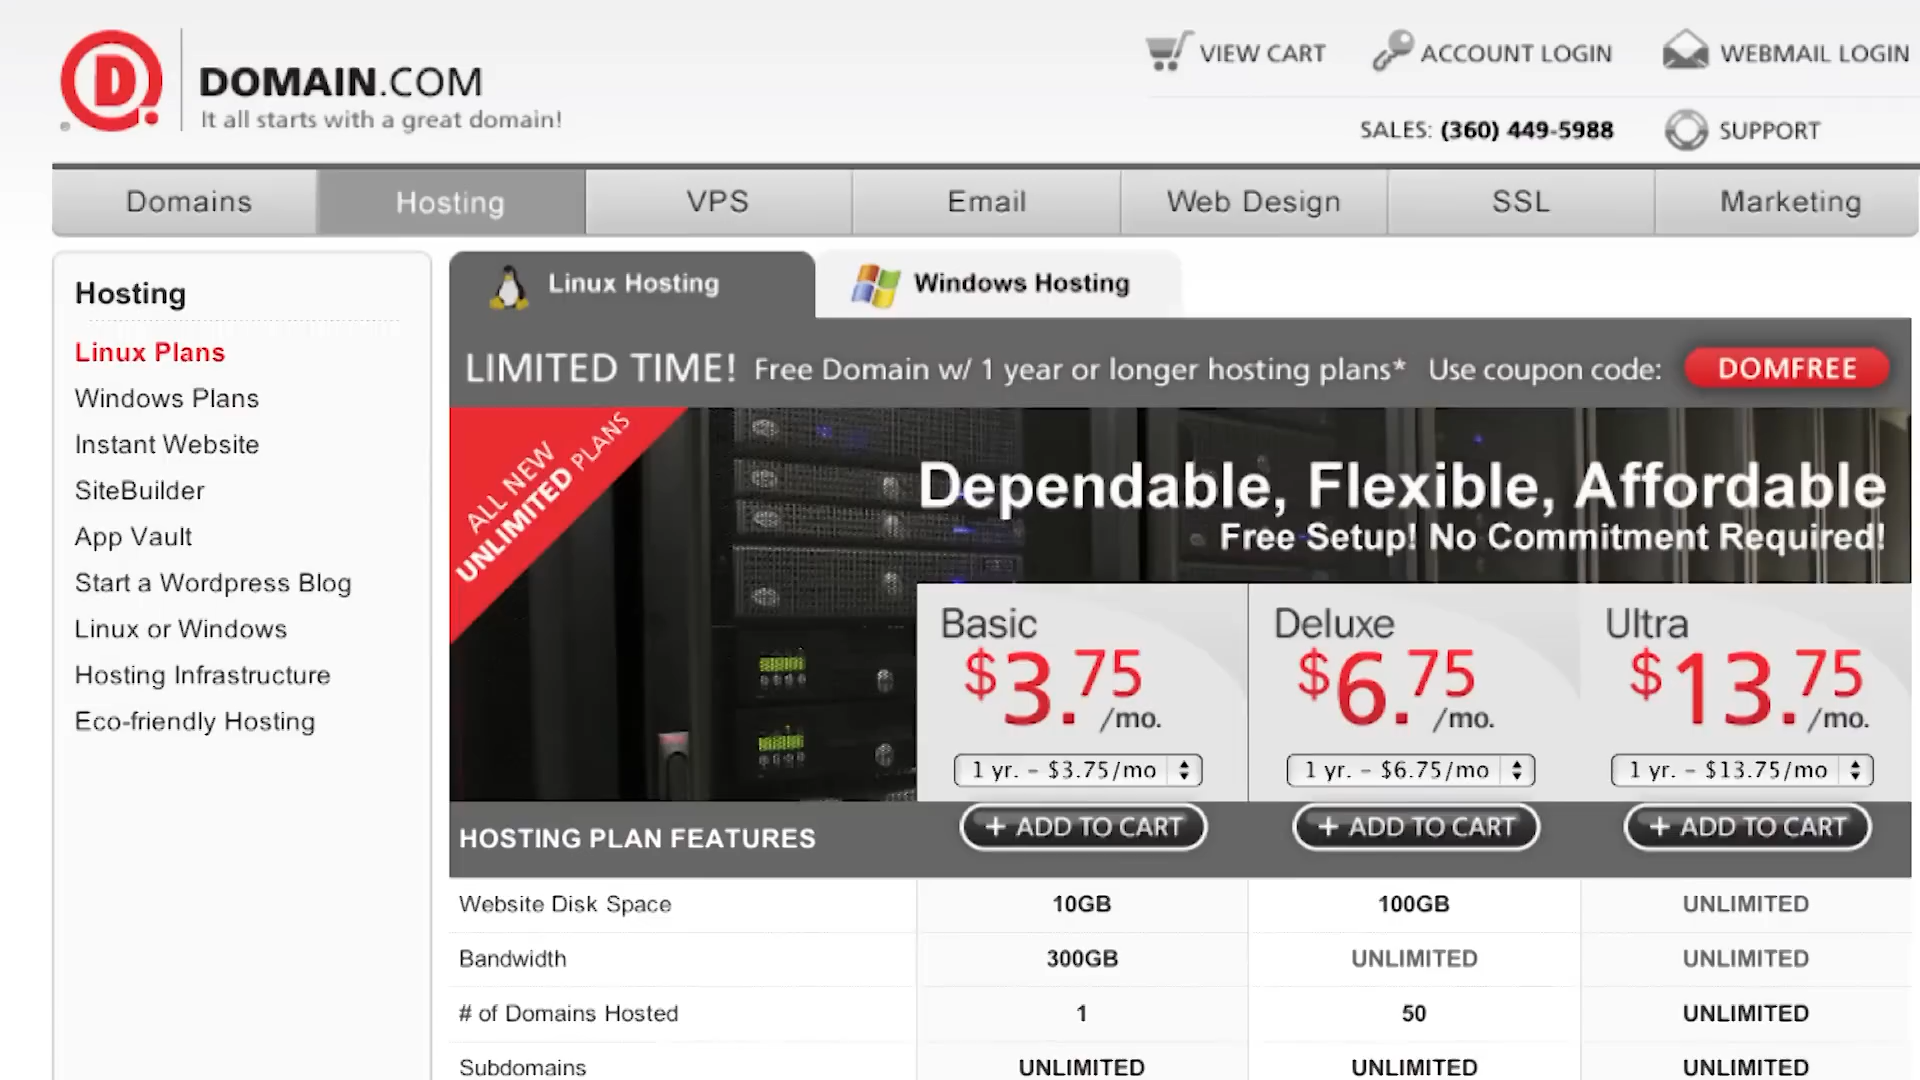 DOMAIN.COM
It all starts with a great domain!
VIEW CART
ACCOUNT LOGIN
WEBMAIL LOGIN
SALES: (360) 449-5988
SUPPORT
Domains
Hosting
VPS
Email
Web Design
SSL
Marketing
Hosting
Linux Plans
Windows Plans
Instant Website
SiteBuilder
App Vault
Start a Wordpress Blog
Linux or Windows
Hosting Infrastructure
Eco-friendly Hosting
Linux Hosting
Windows Hosting
LIMITED TIME! Free Domain w/ 1 year or longer hosting plans* Use coupon code: DOMFREE
ALL NEW
UNLIMITED PLANS
Dependable, Flexible, Affordable
Free Setup! No Commitment Required!
Basic
$3.75/mo.
1 yr. - $3.75/mo
+ ADD TO CART
Deluxe
$6.75/mo.
1 yr. - $6.75/mo
+ ADD TO CART
Ultra
$13.75/mo.
1 yr. - $13.75/mo
+ ADD TO CART
HOSTING PLAN FEATURES
Website Disk Space 10GB 100GB UNLIMITED
Bandwidth 300GB UNLIMITED UNLIMITED
# of Domains Hosted 1 50 UNLIMITED
Subdomains UNLIMITED UNLIMITED UNLIMITED